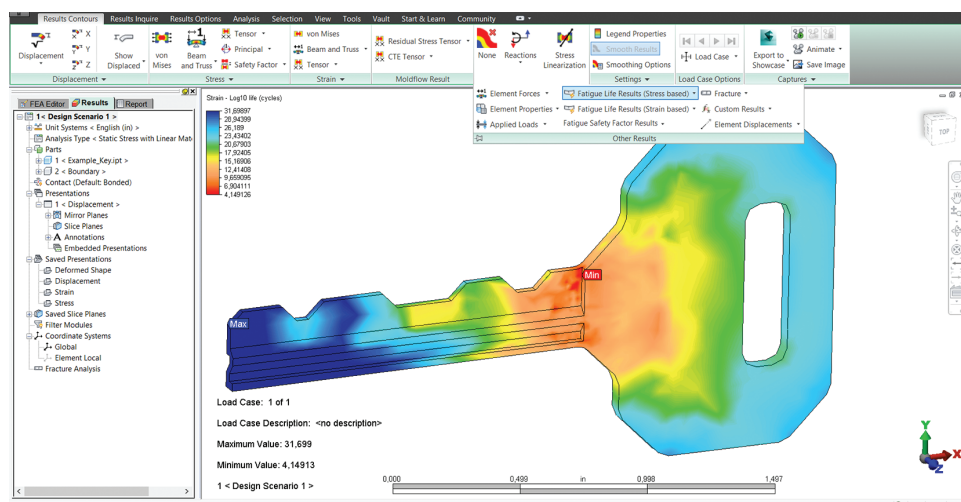 Results Contours Results Inquire Results Options Analysis Selection View Tools Vault Start & Learn Community
Displacement
X
Y
Z
Show Displaced
Displacement
von Mises
Beam and Truss
Tensor
Principal
Safety Factor
Stress
von Mises
Beam and Truss
Tensor
Strain
Residual Stress Tensor
CTE Tensor
Moldflow Result
None
Reactions
Stress Linearization
Legend Properties
Smooth Results
Smoothing Options
Settings
Load Case
Load Case Options
Export to Showcase
Animate
Save Image
Captures
Element Forces
Fatigue Life Results (Stress based)
Fracture
Element Properties
Fatigue Life Results (Strain based)
Custom Results
Applied Loads
Fatigue Safety Factor Results
Element Displacements
Other Results
FEA Editor Results Report
1 < Design Scenario 1 >
Unit Systems < English (in) >
Analysis Type < Static Stress with Linear Mate
Parts
1 < Example_Key.ipt >
2 < Boundary >
Contact (Default: Bonded)
Presentations
1 < Displacement >
Mirror Planes
Slice Planes
A Annotations
Embedded Presentations
Saved Presentations
Deformed Shape
Displacement
Strain
Stress
Saved Slice Planes
Filter Modules
Coordinate Systems
Global
Element Local
Fracture Analysis
Strain - Log10 life (cycles)
31,69897
28,94399
26,189
23,43402
20,67903
17,92405
15,16906
12,41408
9,659095
6,904111
4,149126
TOP
Min
Max
Load Case: 1 of 1
Load Case Description: <no description>
Maximum Value: 31,699
Minimum Value: 4,14913
1 < Design Scenario 1 >
0,000 0,499 in 0,998 1,497
Y
X
Z